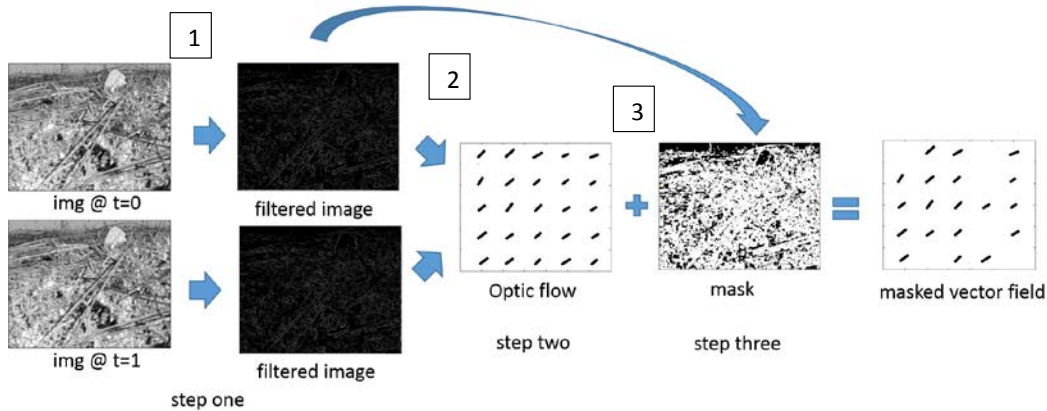 1
2
3
img @ t=0
filtered image
img @ t=1
filtered image
step one
Optic flow
step two
mask
step three
masked vector field